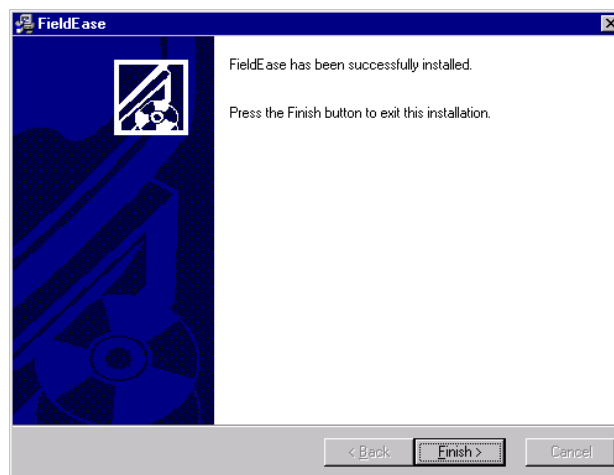 FieldEase
FieldEase has been successfully installed.
Press the Finish button to exit this installation.
< Back
Finish >
Cancel